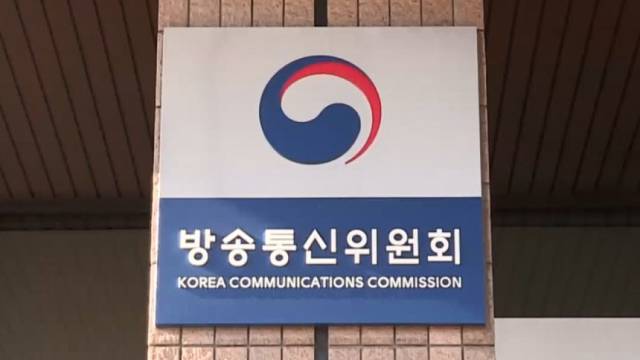 방송통신위원회
KOREA COMMUNICATIONS COMMISSION